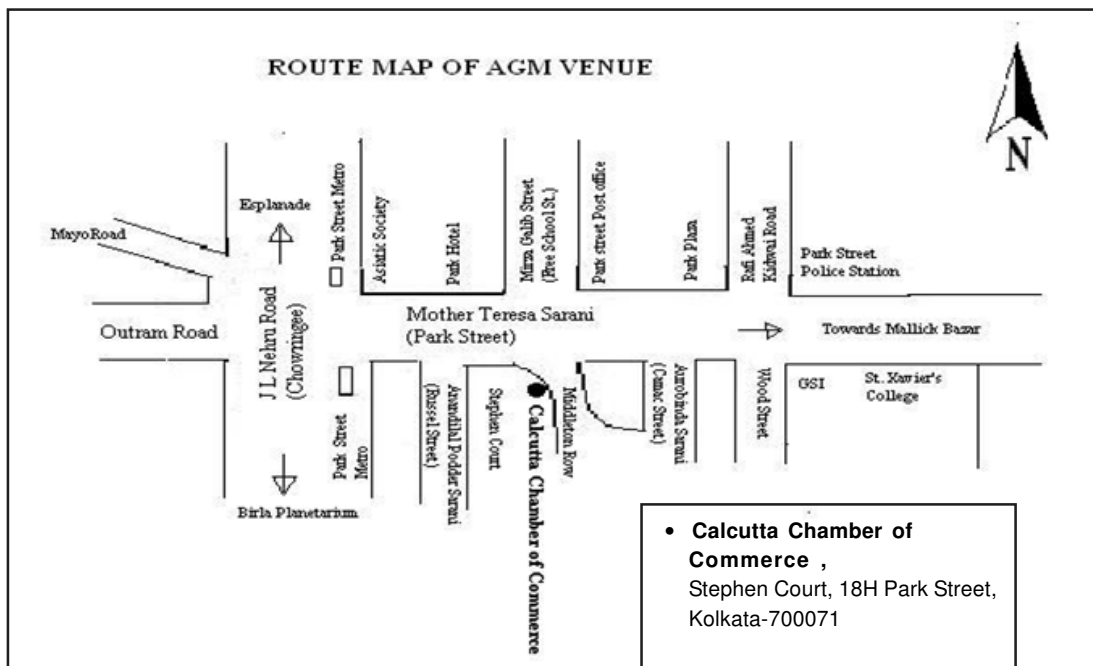 ROUTE MAP OF AGM VENUE
N
Esplanade
Mayo Road
Park Street Metro
Asiatic Society
Park Hotel
Mirza Galib Street
(Free School St.)
Park street Post office
Park Plaza
Rafi Ahmed
Kidwai Road
Park Street
Police Station
Outram Road
J L Nehru Road
(Chowringee)
Mother Teresa Sarani
(Park Street)
Towards Mallick Bazar
Park Street
Metro
Anandilal Podder Sarani
(Russel Street)
Stephen Court
Calcutta Chamber of Commerce
Middleton Row
Aurobinda Sarani
(Camac Street)
Wood Street
GSI
St. Xavier's
College
Birla Planetarium
• Calcutta Chamber of
Commerce ,
Stephen Court, 18H Park Street,
Kolkata-700071